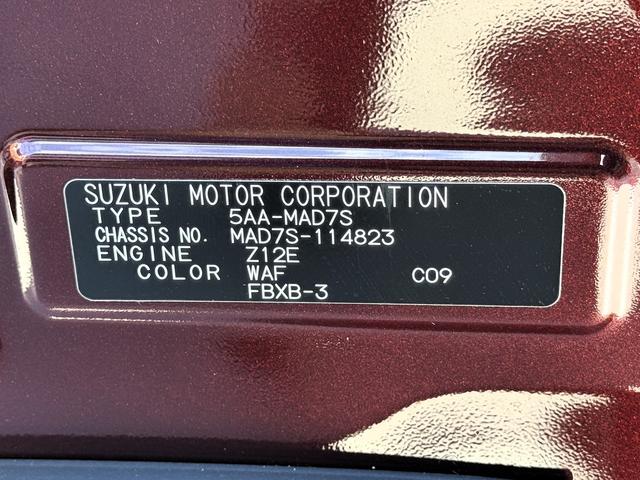 SUZUKI MOTOR CORPORATION
TYPE 5AA-MAD7S
CHASSIS NO. MAD7S-114823
ENGINE Z12E
COLOR WAF C09
FBXB-3